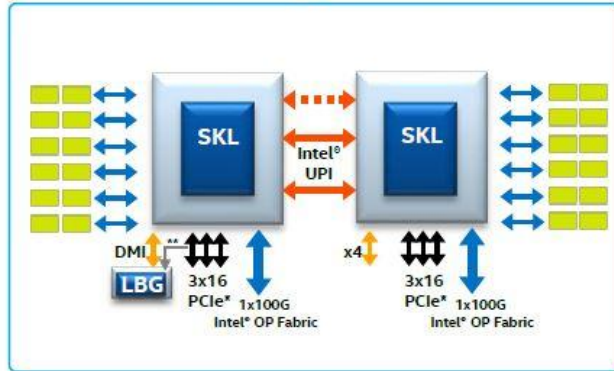 SKL
SKL
Intel®
UPI
DMI
**
LBG
3x16
PCIe*
1x100G
Intel® OP Fabric
x4
3x16
PCIe*
1x100G
Intel® OP Fabric